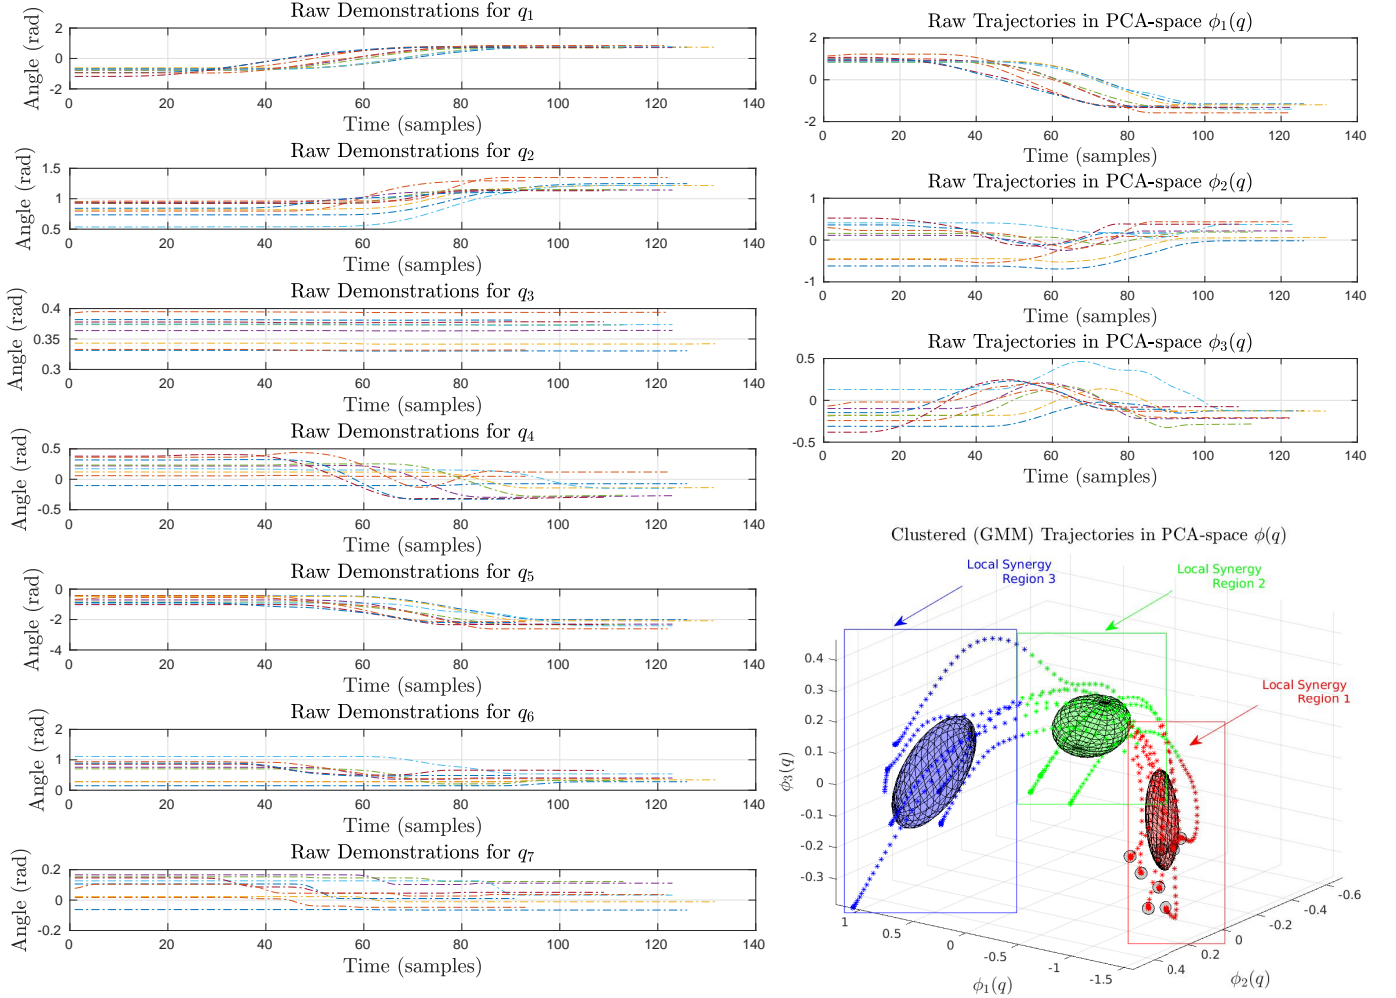 Raw Demonstrations for q1
Angle (rad)
2
0
-2
0 20 40 60 80 100 120 140
Time (samples)
Raw Demonstrations for q2
Angle (rad)
1.5
1
0.5
0 20 40 60 80 100 120 140
Raw Demonstrations for q3
Angle (rad)
0.4
0.35
0.3
0 20 40 60 80 100 120 140
Raw Demonstrations for q4
Angle (rad)
0.5
0
-0.5
0 20 40 60 80 100 120 140
Time (samples)
Raw Demonstrations for q5
Angle (rad)
0
-2
-4
0 20 40 60 80 100 120 140
Time (samples)
Raw Demonstrations for q6
Angle (rad)
2
1
0
0 20 40 60 80 100 120 140
Time (samples)
Raw Demonstrations for q7
Angle (rad)
0.2
0
-0.2
0 20 40 60 80 100 120 140
Time (samples)
Raw Trajectories in PCA-space ϕ1(q)
2
0
-2
0 20 40 60 80 100 120 140
Time (samples)
Raw Trajectories in PCA-space ϕ2(q)
1
0
-1
0 20 40 60 80 100 120 140
Time (samples)
Raw Trajectories in PCA-space ϕ3(q)
0.5
0
-0.5
0 20 40 60 80 100 120 140
Time (samples)
Clustered (GMM) Trajectories in PCA-space ϕ(q)
Local Synergy
Region 3
Local Synergy
Region 2
Local Synergy
Region 1
ϕ3(q)
0.4
0.3
0.2
0.1
0
-0.1
-0.2
-0.3
1 0.5 0 -0.5 -1 -1.5
ϕ1(q)
0.4 0.2 0 -0.2 -0.4 -0.6
ϕ2(q)